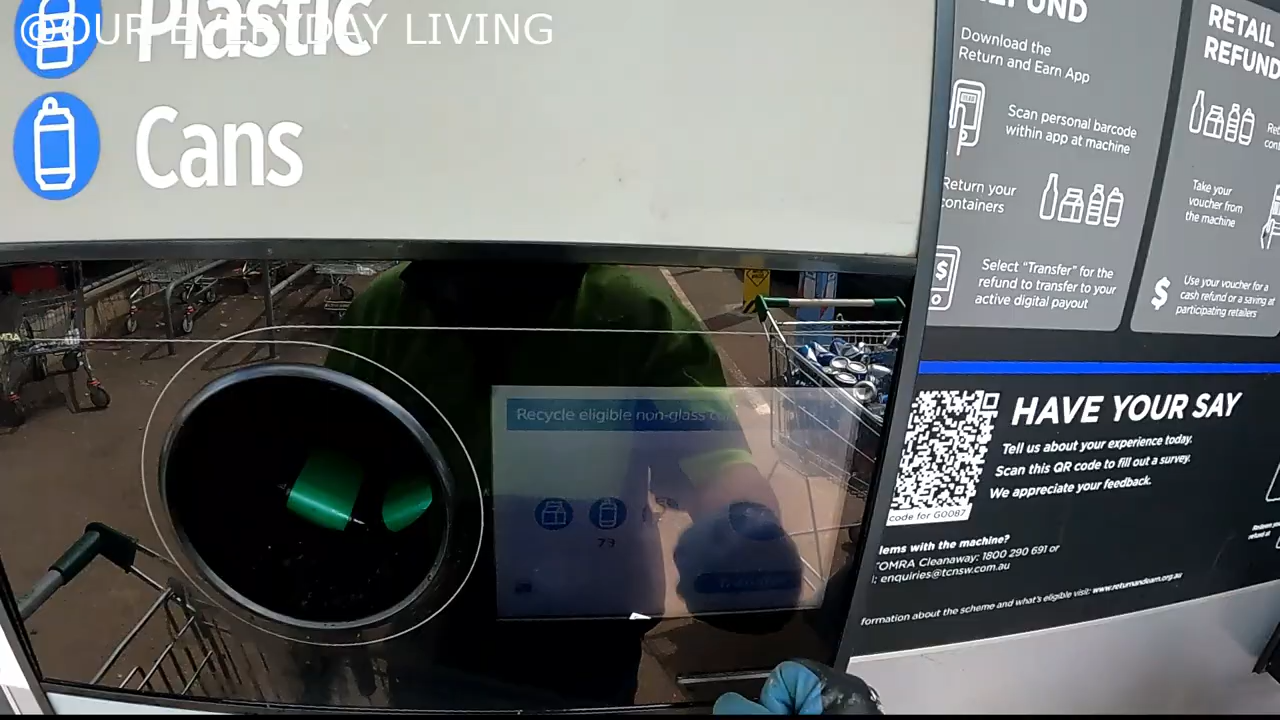 ©OUR EVERYDAY LIVING
Plastic
Cans
Recycle eligible non-glass
79
Transfer
REFUND
Download the
Return and Earn App
Scan personal barcode
within app at machine
Return your
containers
Select “Transfer” for the
refund to transfer to your
active digital payout
RETAIL
REFUND
Take your
voucher from
the machine
Use your voucher for a
cash refund or a saving at
participating retailers
HAVE YOUR SAY
Tell us about your experience today.
Scan this QR code to fill out a survey.
We appreciate your feedback.
code for G0087
with the machine?
TOMRA Cleanaway: 1800 290 691 or
enquiries@tcnsw.com.au
formation about the scheme and what's eligible visit: www.returnandearn.org.au